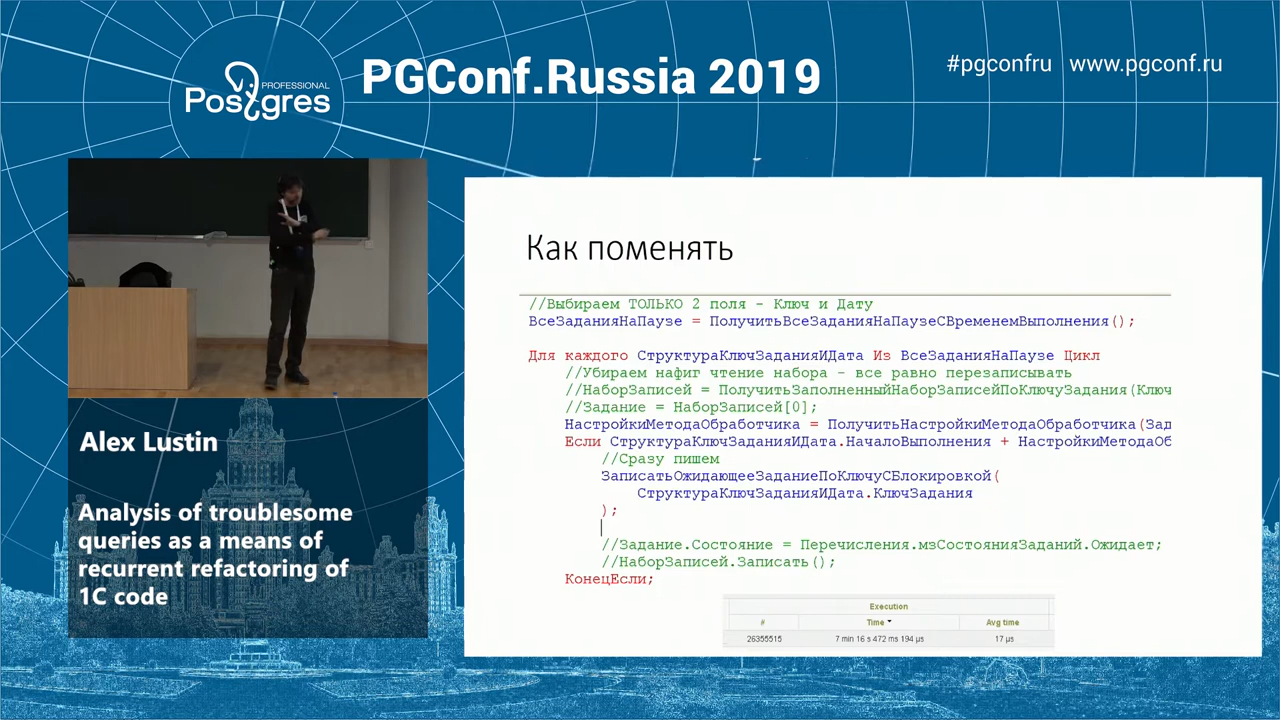 PROFESSIONAL
Postgres
PGConf.Russia 2019
#pgconfru www.pgconf.ru
Alex Lustin
Analysis of troublesome
queries as a means of
recurrent refactoring of
1C code
Как поменять
//Выбираем ТОЛЬКО 2 поля - Ключ и Дату
ВсеЗаданияНаПаузе = ПолучитьВсеЗаданияНаПаузеСВременемВыполнения();
Для каждого СтруктураКлючЗаданияИДата Из ВсеЗаданияНаПаузе Цикл
//Убираем нафиг чтение набора - все равно перезаписывать
//НаборЗаписей = ПолучитьЗаполненныйНаборЗаписейПоКлючуЗадания(Ключ
//Задание = НаборЗаписей[0];
НастройкиМетодаОбработчика = ПолучитьНастройкиМетодаОбработчика(Зад
Если СтруктураКлючЗаданияИДата.НачалоВыполнения + НастройкиМетодаОб
//Сразу пишем
ЗаписатьОжидающееЗаданиеПоКлючуСБлокировкой(
СтруктураКлючЗаданияИДата.КлючЗадания
);
//Задание.Состояние = Перечисления.мзСостоянияЗаданий.Ожидает;
//НаборЗаписей.Записать();
КонецЕсли;
Execution
# Time Avg time
26355515 7 min 16 s 472 ms 194 µs 17 µs